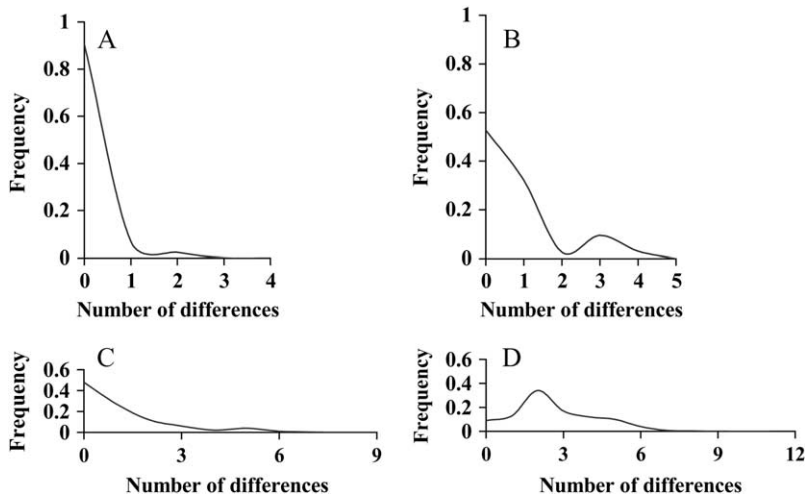 A
Frequency
1
0.8
0.6
0.4
0.2
0
0 1 2 3 4
Number of differences
B
Frequency
1
0.8
0.6
0.4
0.2
0
0 1 2 3 4 5
Number of differences
C
Frequency
0.6
0.4
0.2
0
0 3 6 9
Number of differences
D
Frequency
0.6
0.4
0.2
0
0 3 6 9 12
Number of differences